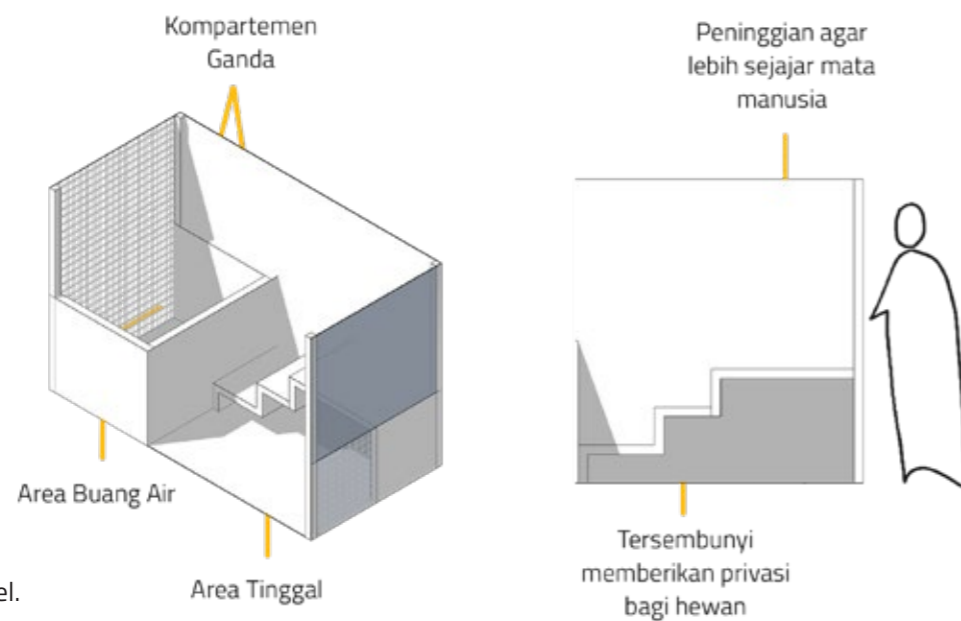 Kompartemen
Ganda
Peninggian agar
lebih sejajar mata
manusia
Area Buang Air
Area Tinggal
Tersembunyi
memberikan privasi
bagi hewan
el.